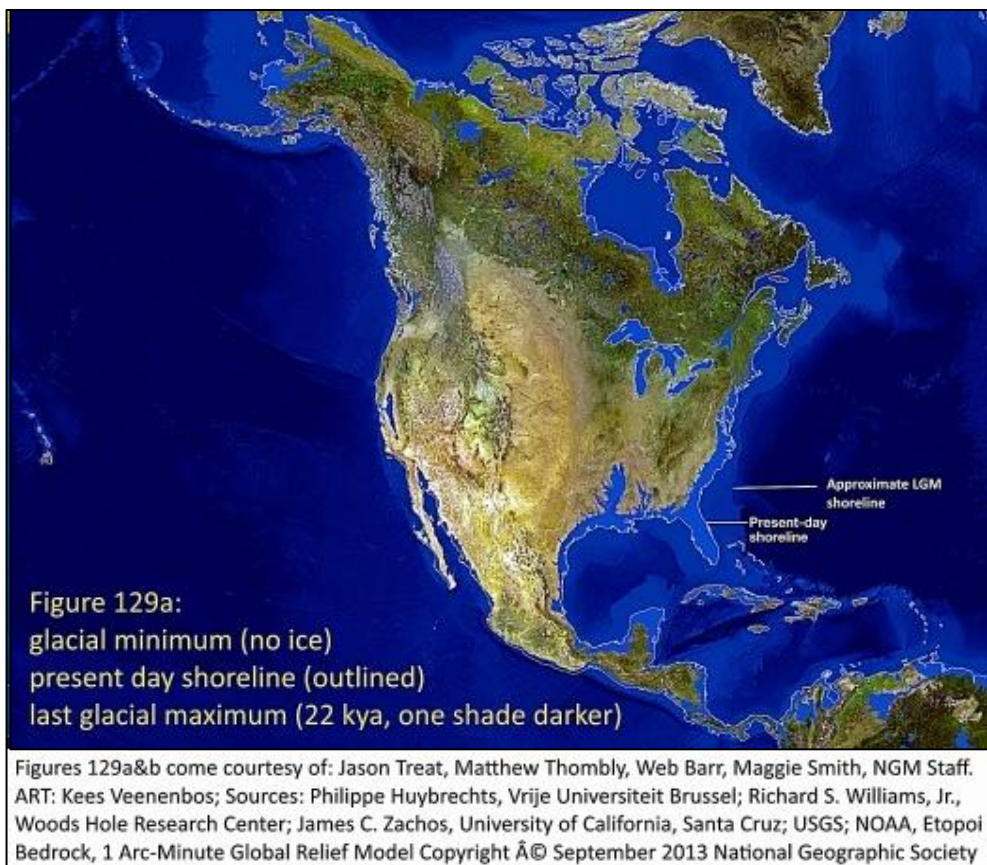 Approximate LGM
shoreline
Present-day
shoreline
Figure 129a:
glacial minimum (no ice)
present day shoreline (outlined)
last glacial maximum (22 kya, one shade darker)
Figures 129a&b come courtesy of: Jason Treat, Matthew Thombly, Web Barr, Maggie Smith, NGM Staff.
ART: Kees Veenenbos; Sources: Philippe Huybrechts, Vrije Universiteit Brussel; Richard S. Williams, Jr.,
Woods Hole Research Center; James C. Zachos, University of California, Santa Cruz; USGS; NOAA, Etopoi
Bedrock, 1 Arc-Minute Global Relief Model Copyright Â© September 2013 National Geographic Society